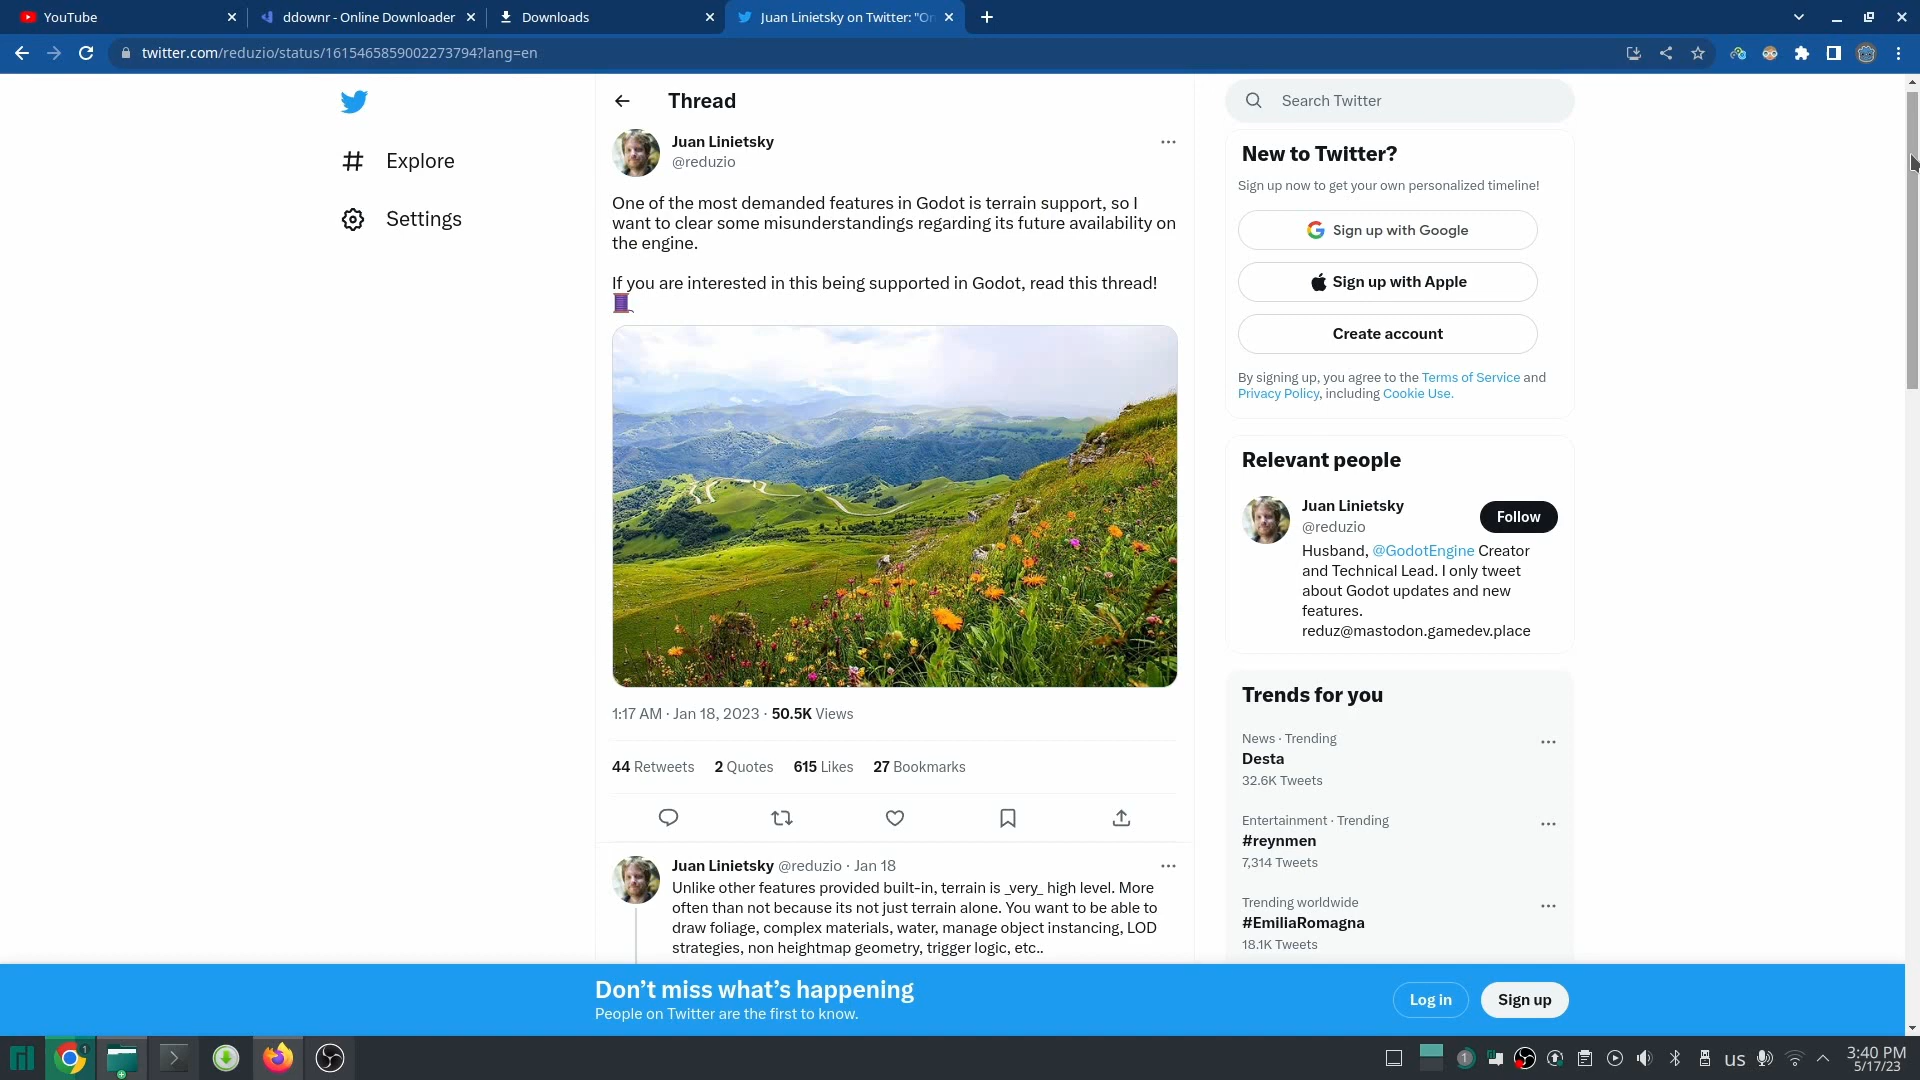 YouTube
ddownr - Online Downloader
Downloads
Juan Linietsky on Twitter: "On
twitter.com/reduzio/status/1615465859002273794?lang=en
Explore
Settings
Thread
Juan Linietsky
@reduzio
One of the most demanded features in Godot is terrain support, so I
want to clear some misunderstandings regarding its future availability on
the engine.
If you are interested in this being supported in Godot, read this thread!
1:17 AM · Jan 18, 2023 · 50.5K Views
44 Retweets 2 Quotes 615 Likes 27 Bookmarks
Juan Linietsky @reduzio · Jan 18
Unlike other features provided built-in, terrain is _very_ high level. More
often than not because its not just terrain alone. You want to be able to
draw foliage, complex materials, water, manage object instancing, LOD
strategies, non heightmap geometry, trigger logic, etc..
Search Twitter
New to Twitter?
Sign up now to get your own personalized timeline!
Sign up with Google
Sign up with Apple
Create account
By signing up, you agree to the Terms of Service and
Privacy Policy, including Cookie Use.
Relevant people
Juan Linietsky
@reduzio
Follow
Husband, @GodotEngine Creator
and Technical Lead. I only tweet
about Godot updates and new
features.
reduz@mastodon.gamedev.place
Trends for you
News · Trending
Desta
32.6K Tweets
Entertainment · Trending
#reynmen
7,314 Tweets
Trending worldwide
#EmiliaRomagna
18.1K Tweets
Don’t miss what’s happening
People on Twitter are the first to know.
Log in
Sign up
1
1
us
3:40 PM
5/17/23